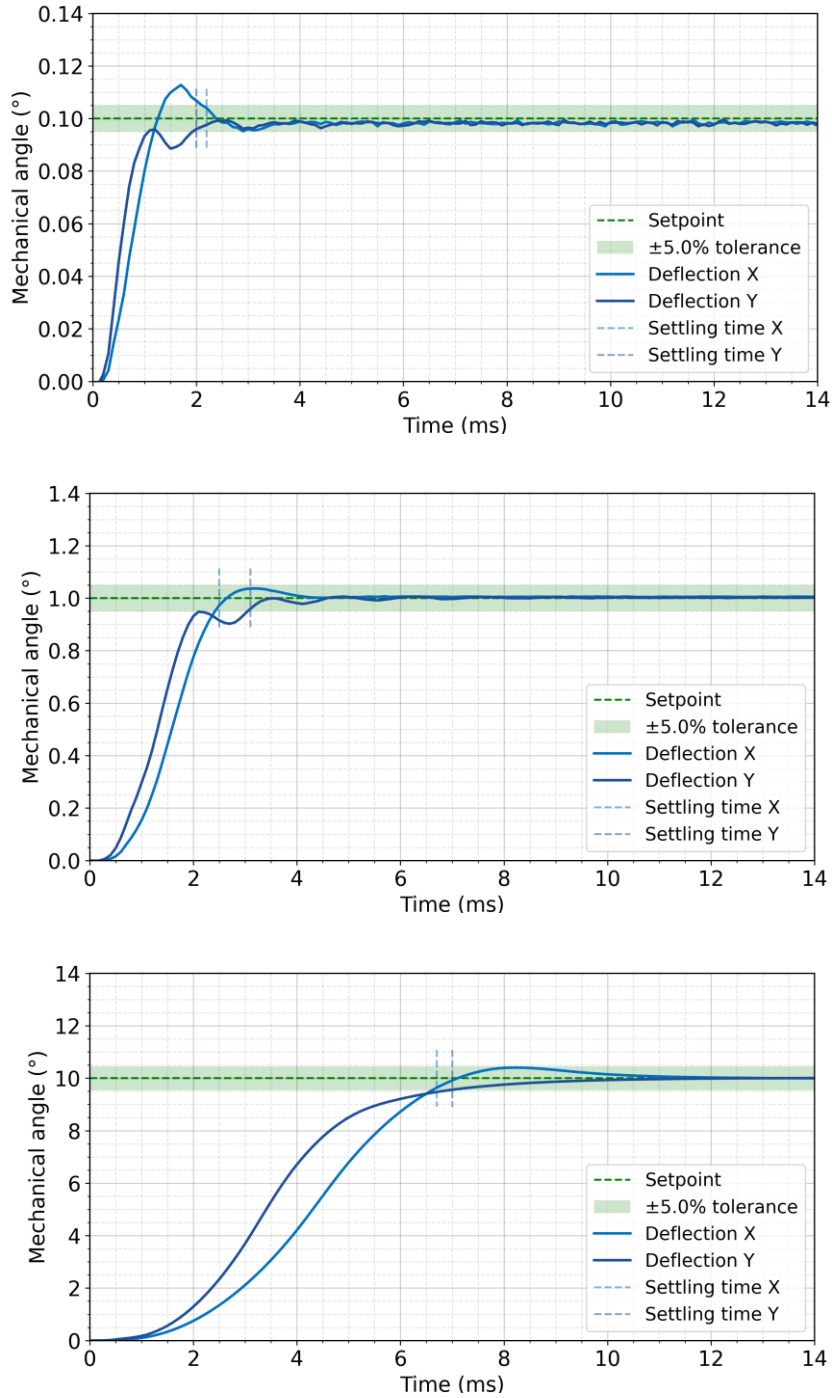 0.14
0.12
0.10
0.08
0.06
0.04
0.02
0.00
Mechanical angle (°)
Setpoint
±5.0% tolerance
Deflection X
Deflection Y
Settling time X
Settling time Y
0 2 4 6 8 10 12 14
Time (ms)
1.4
1.2
1.0
0.8
0.6
0.4
0.2
0.0
Mechanical angle (°)
Setpoint
±5.0% tolerance
Deflection X
Deflection Y
Settling time X
Settling time Y
0 2 4 6 8 10 12 14
Time (ms)
14
12
10
8
6
4
2
0
Mechanical angle (°)
Setpoint
±5.0% tolerance
Deflection X
Deflection Y
Settling time X
Settling time Y
0 2 4 6 8 10 12 14
Time (ms)